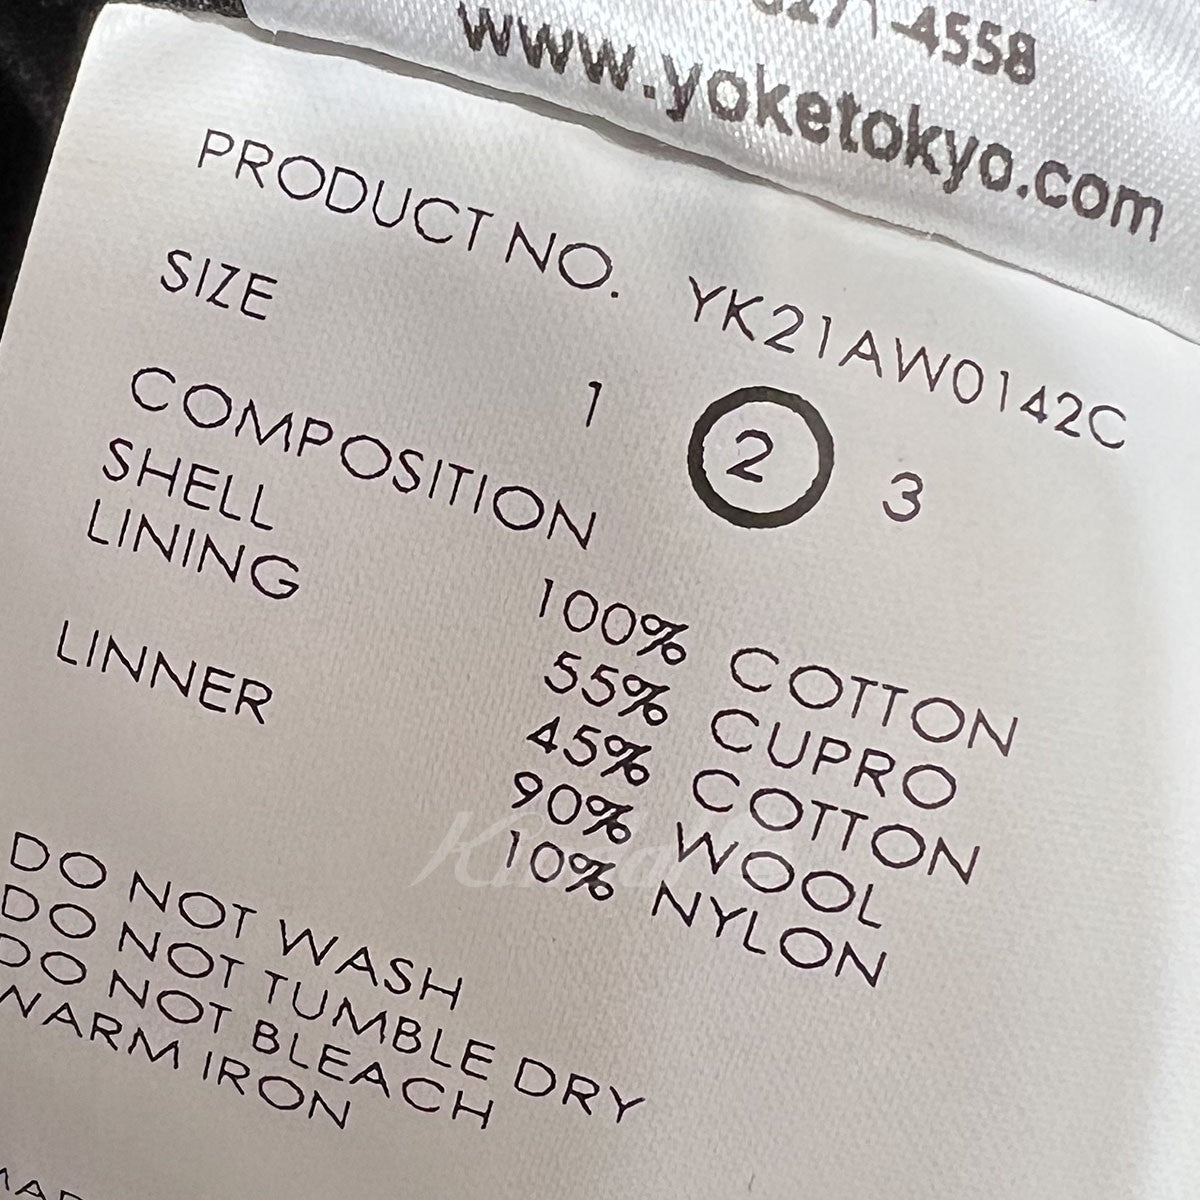 -4558
www.yoketokyo.com
PRODUCT NO. YK21AW0142C
SIZE 1 2 3
COMPOSITION
SHELL 100% COTTON
LINING 55% CUPRO
45% COTTON
LINNER 90% WOOL
10% NYLON
DO NOT WASH
DO NOT TUMBLE DRY
DO NOT BLEACH
WARM IRON